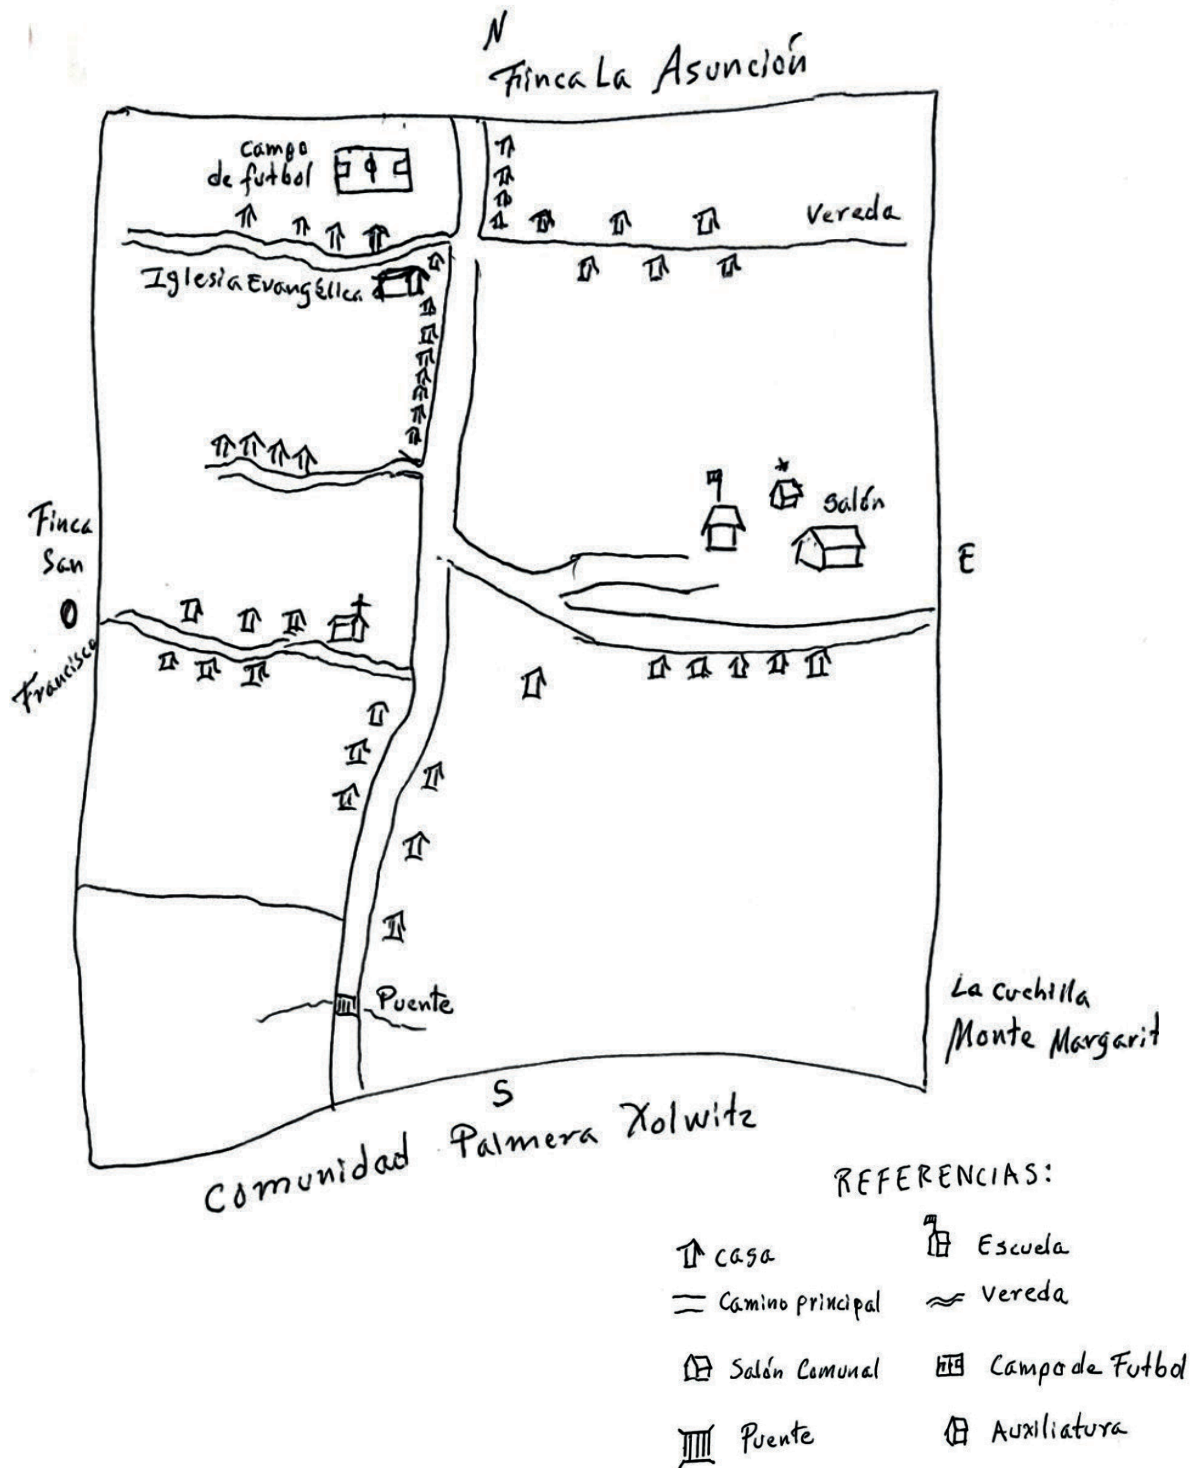 N
Finca La Asunción
campo
de futbol
Vereda
Iglesia Evangélica
Salón
Finca
San
O
Francisco
E
Puente
La Cuchilla
Monte Margarit
S
Comunidad Palmera Xolwitz
REFERENCIAS:
casa
Escuela
Camino principal
Vereda
Salón Comunal
Campo de Futbol
Puente
Auxiliatura